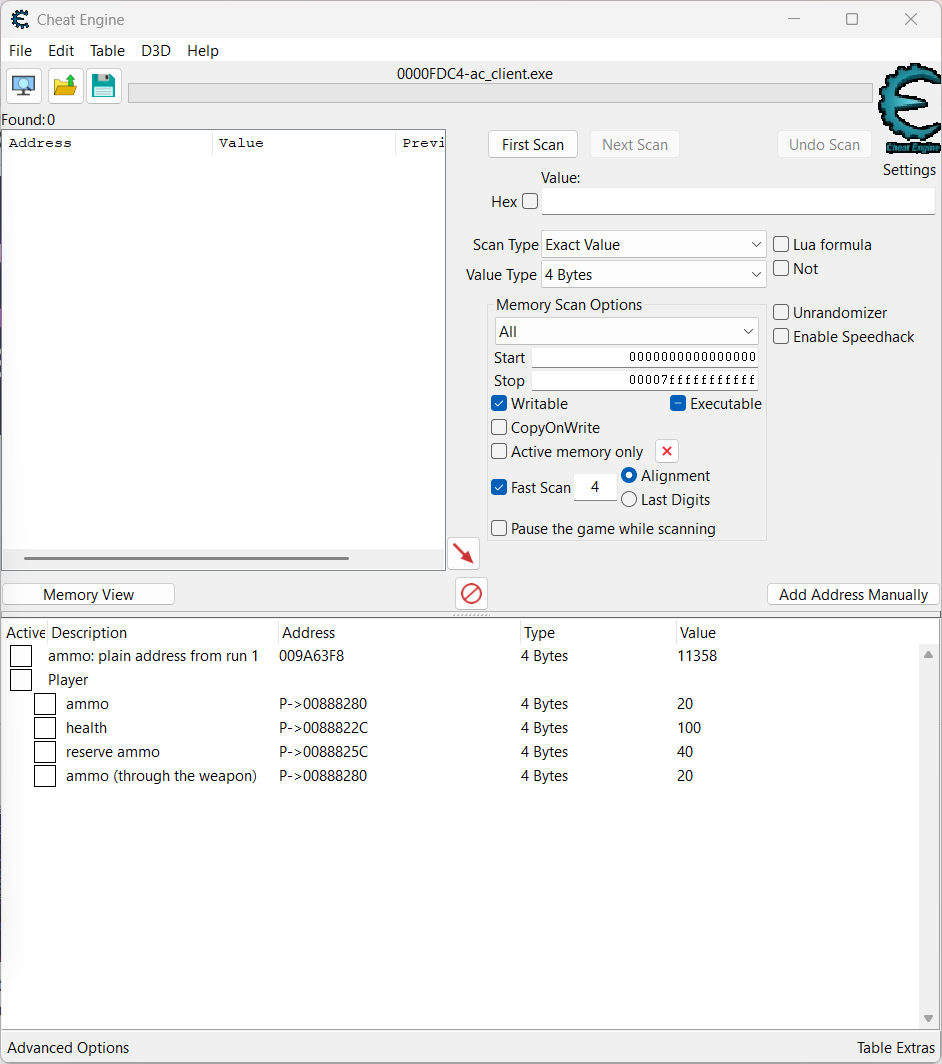 Cheat Engine
File Edit Table D3D Help
0000FDC4-ac_client.exe
Found:0
Address Value Previ
First Scan Next Scan Undo Scan
Cheat Engine
Settings
Value:
Hex
Scan Type Exact Value Lua formula
Value Type 4 Bytes Not
Memory Scan Options
All
Unrandomizer
Enable Speedhack
Start 0000000000000000
Stop 00007fffffffffff
Writable Executable
CopyOnWrite
Active memory only
Fast Scan 4 Alignment
Last Digits
Pause the game while scanning
Memory View Add Address Manually
Active Description Address Type Value
ammo: plain address from run 1 009A63F8 4 Bytes 11358
Player
ammo P->00888280 4 Bytes 20
health P->0088822C 4 Bytes 100
reserve ammo P->0088825C 4 Bytes 40
ammo (through the weapon) P->00888280 4 Bytes 20
Advanced Options Table Extras